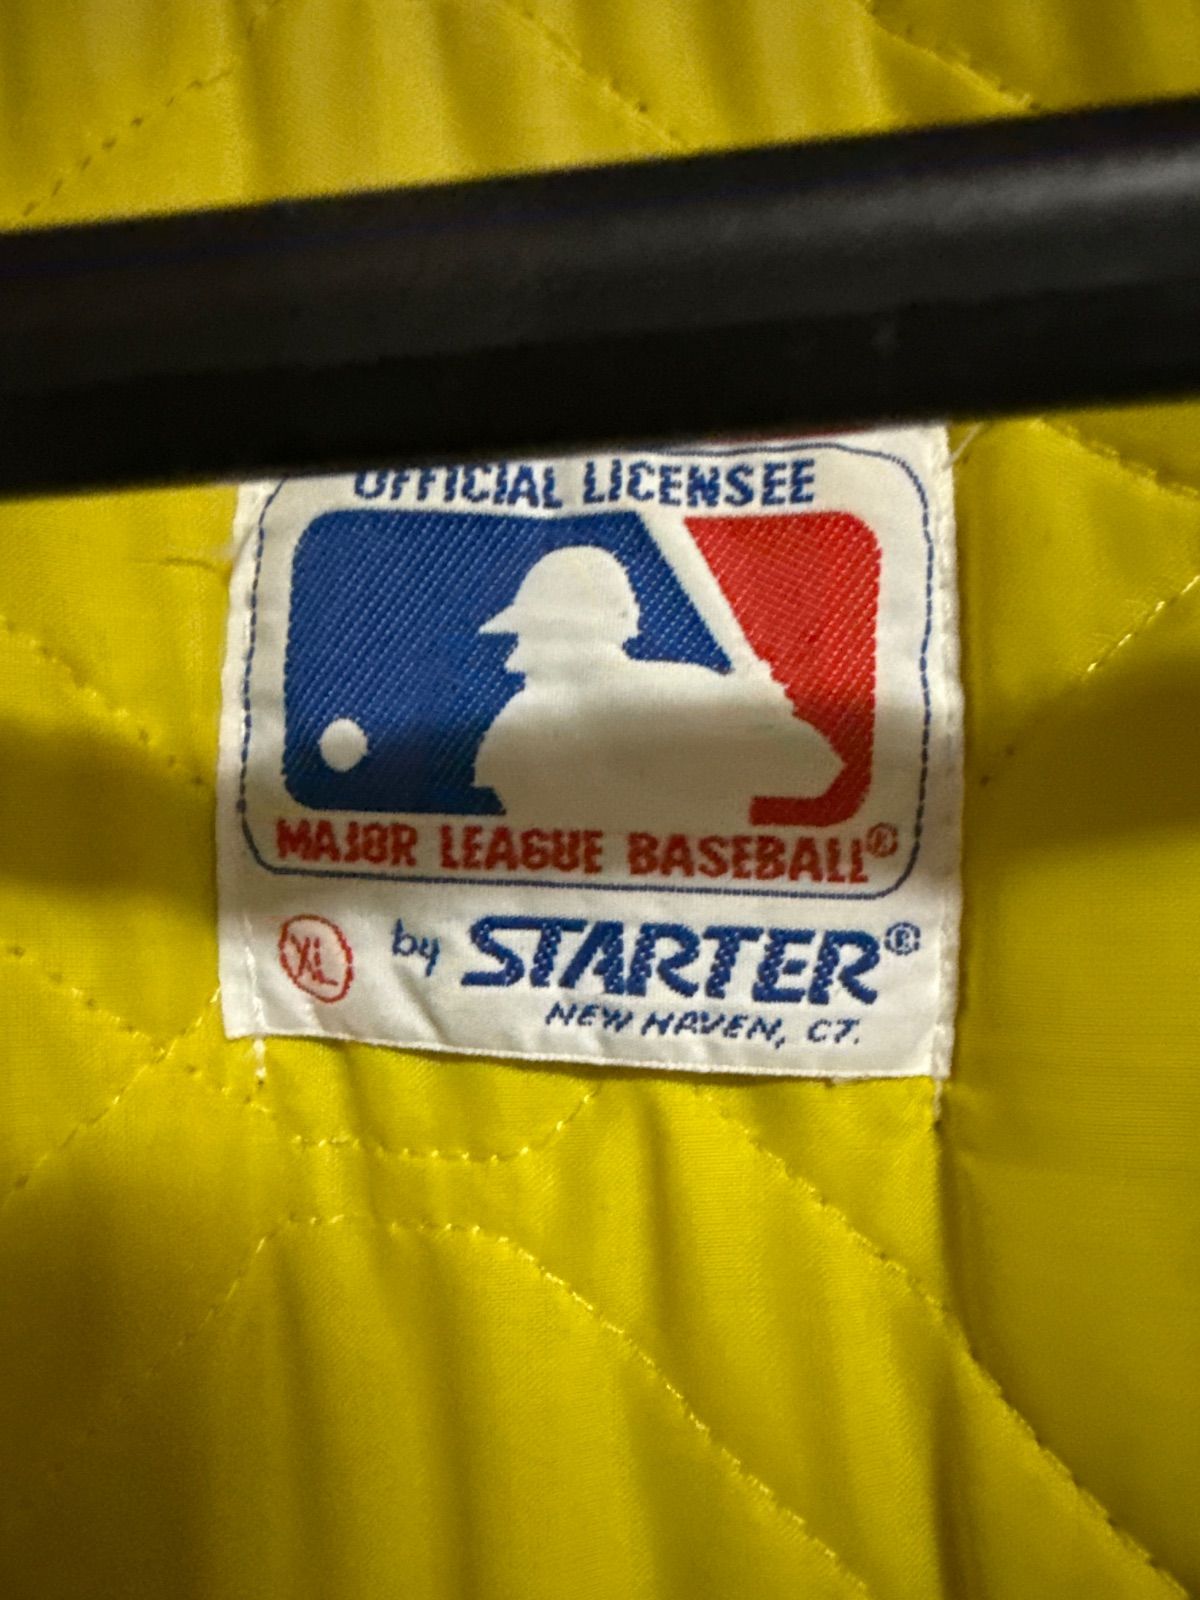 OFFICIAL LICENSEE
MAJOR LEAGUE BASEBALL®
XL by STARTER®
NEW HAVEN, CT.